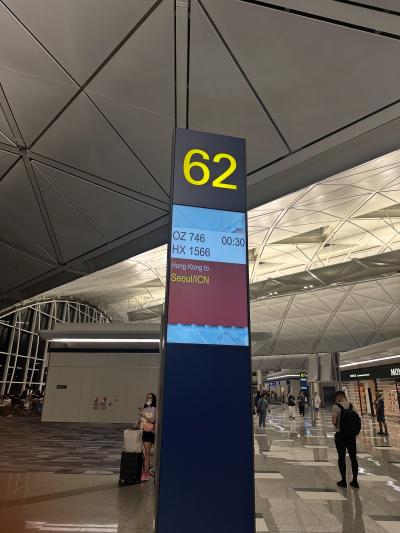 62
OZ 746
HX 1566
00:30
Hong Kong to
Seoul/ICN